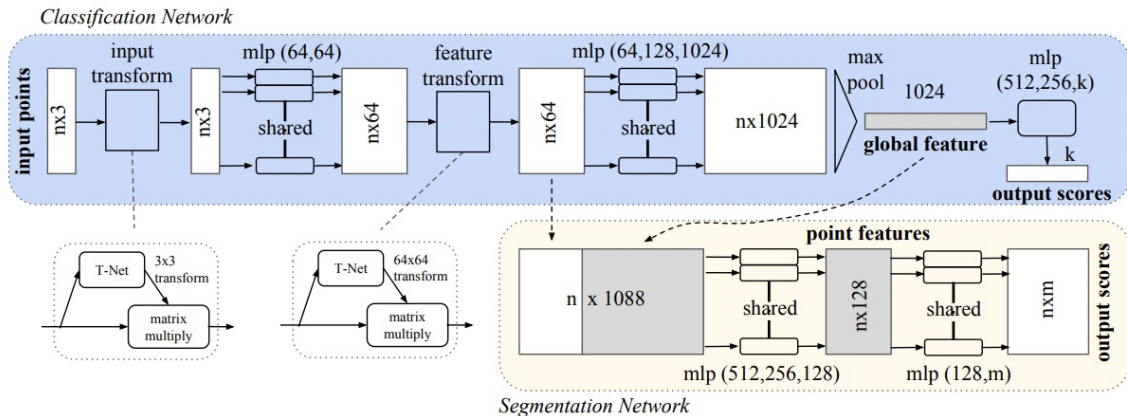 Classification Network
input points
nx3
input
transform
nx3
mlp (64,64)
shared
nx64
feature
transform
nx64
mlp (64,128,1024)
shared
nx1024
max
pool
1024
global feature
mlp
(512,256,k)
k
output scores
T-Net
3x3
transform
matrix
multiply
T-Net
64x64
transform
matrix
multiply
point features
n x 1088
shared
mlp (512,256,128)
nx128
shared
mlp (128,m)
nxm
output scores
Segmentation Network